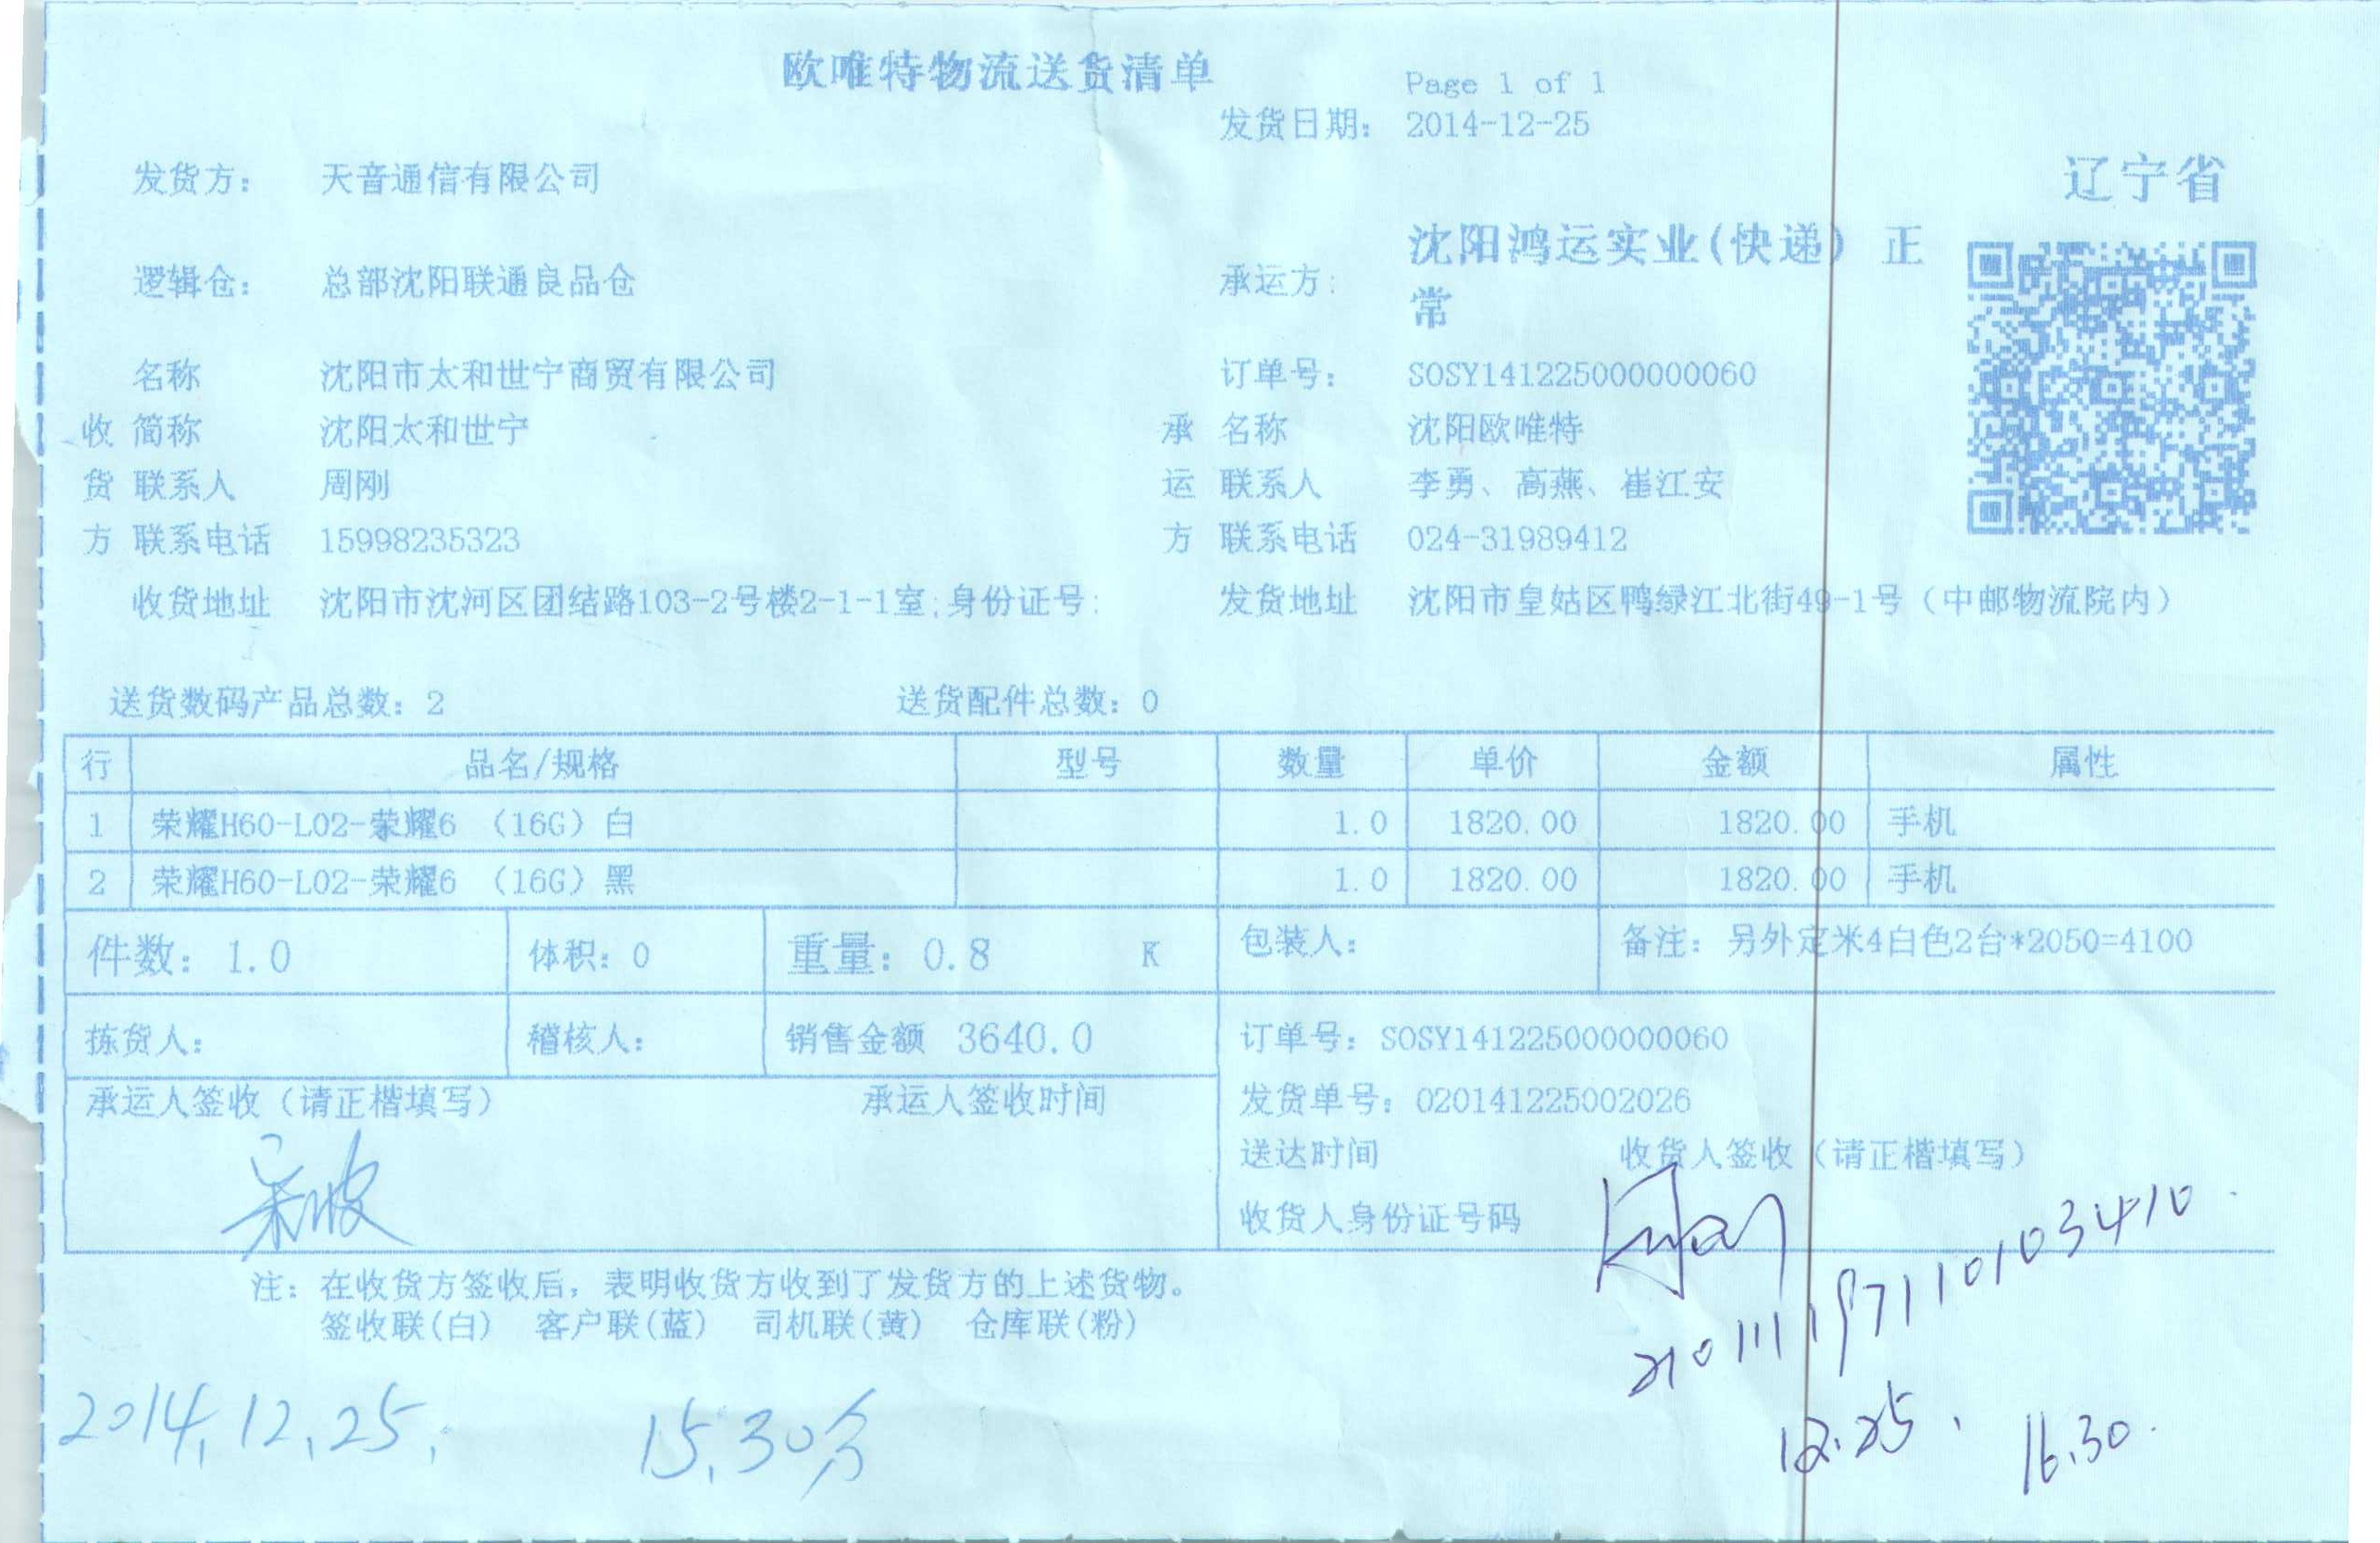 欧唯特物流送货清单
Page 1 of 1
发货日期: 2014-12-25
发货方: 天音通信有限公司
辽宁省
逻辑仓: 总部沈阳联通良品仓 承运方: 沈阳鸿运实业(快递) 正
常
名称 沈阳市太和世宁商贸有限公司 订单号: SOSY141225000000060
收 简称 沈阳太和世宁 承 名称 沈阳欧唯特
货 联系人 周刚 运 联系人 李勇、高燕、崔江安
方 联系电话 15998235323 方 联系电话 024-31989412
收货地址 沈阳市沈河区团结路103-2号楼2-1-1室;身份证号: 发货地址 沈阳市皇姑区鸭绿江北街49-1号（中邮物流院内）
送货数码产品总数: 2 送货配件总数: 0
行 品名/规格 型号 数量 单价 金额 属性
1 荣耀H60-L02-荣耀6 （16G）白 1.0 1820.00 1820.00 手机
2 荣耀H60-L02-荣耀6 （16G）黑 1.0 1820.00 1820.00 手机
件数: 1.0 体积: 0 重量: 0.8 K 包装人: 备注: 另外定米4白色2台*2050=4100
拣货人: 稽核人: 销售金额 3640.0 订单号: SOSY141225000000060
承运人签收（请正楷填写） 承运人签收时间 发货单号: 020141225002026
送达时间 收货人签收（请正楷填写）
吴波
收货人身份证号码 周刚
210111197110103410
注: 在收货方签收后，表明收货方收到了发货方的上述货物。
签收联(白) 客户联(蓝) 司机联(黄) 仓库联(粉)
2014.12.25. 15.30分
12.25. 16.30.